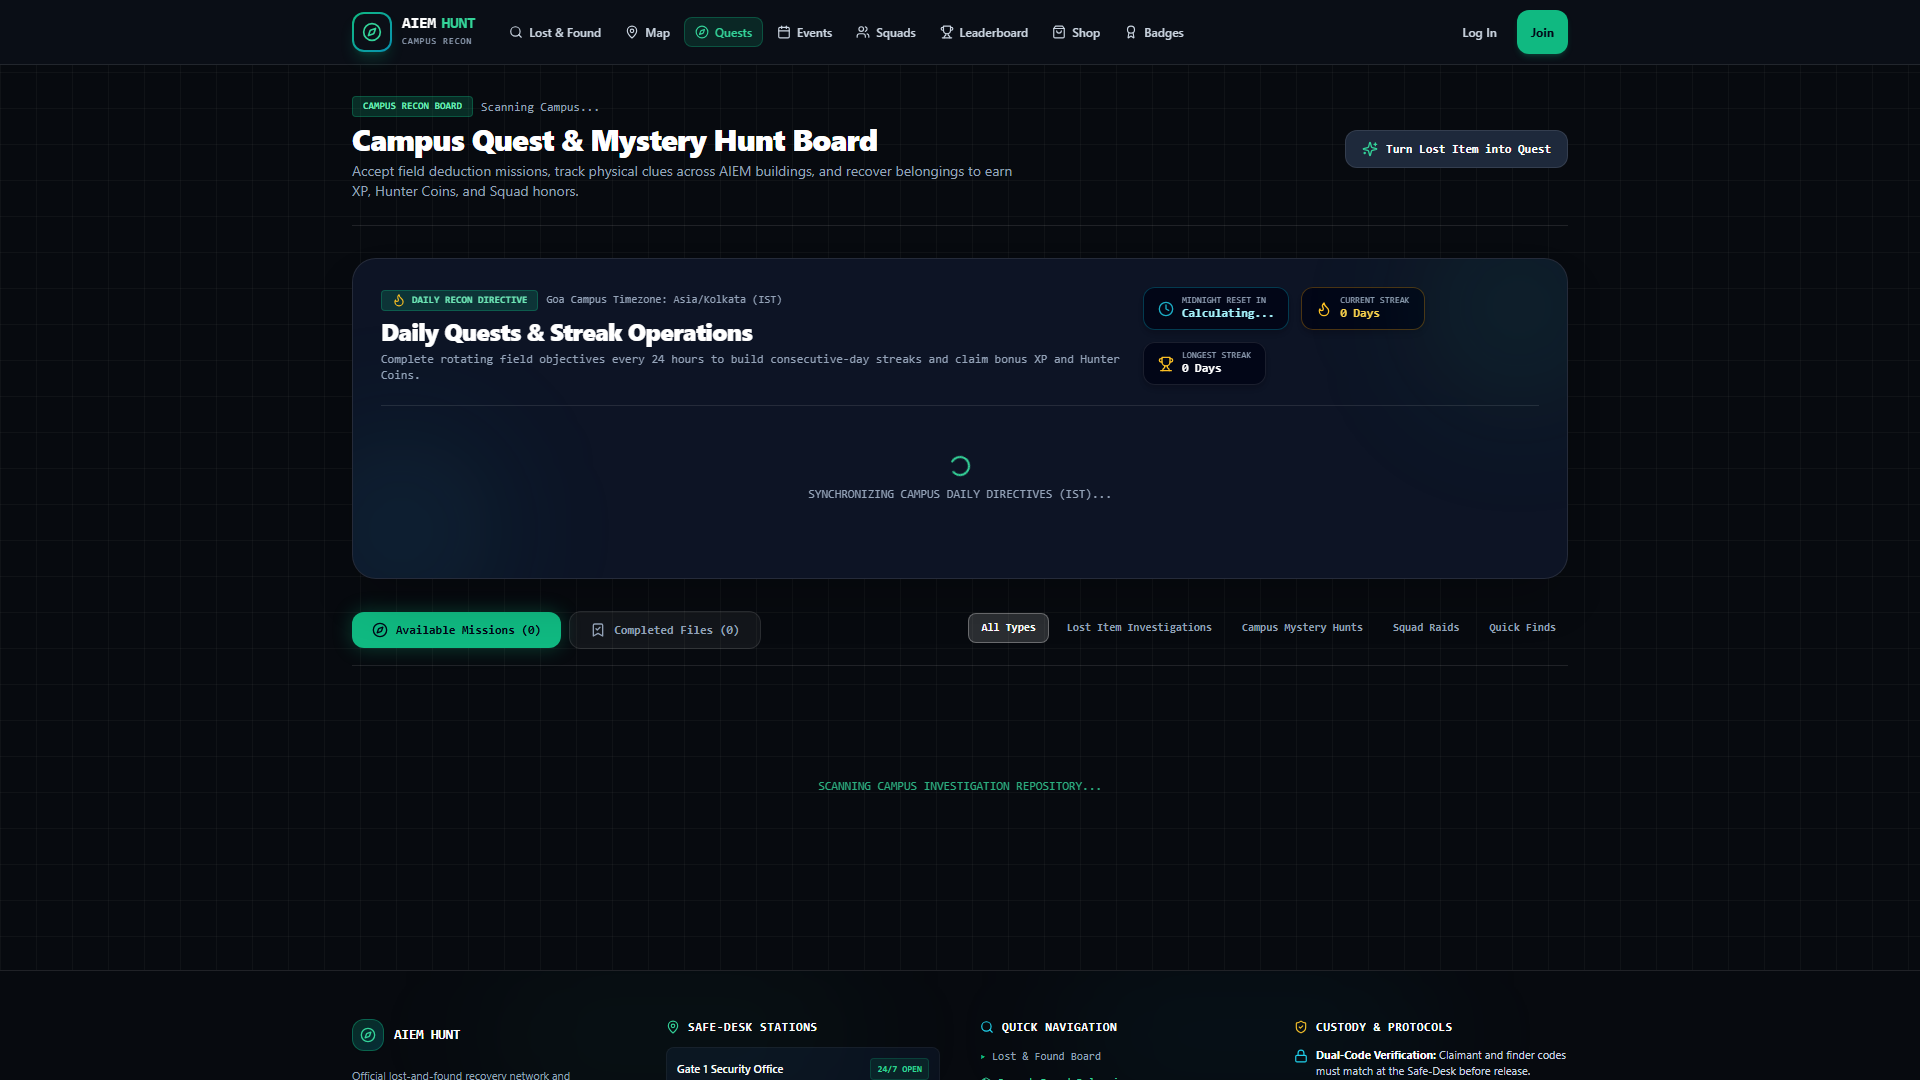 AIEM HUNT
CAMPUS RECON
Lost & Found
Map
Quests
Events
Squads
Leaderboard
Shop
Badges
Log In
Join
CAMPUS RECON BOARD
Scanning Campus...
Campus Quest & Mystery Hunt Board
Accept field deduction missions, track physical clues across AIEM buildings, and recover belongings to earn
XP, Hunter Coins, and Squad honors.
Turn Lost Item into Quest
DAILY RECON DIRECTIVE
Goa Campus Timezone: Asia/Kolkata (IST)
Daily Quests & Streak Operations
Complete rotating field objectives every 24 hours to build consecutive-day streaks and claim bonus XP and Hunter
Coins.
MIDNIGHT RESET IN
Calculating...
CURRENT STREAK
0 Days
LONGEST STREAK
0 Days
SYNCHRONIZING CAMPUS DAILY DIRECTIVES (IST)...
Available Missions (0)
Completed Files (0)
All Types
Lost Item Investigations
Campus Mystery Hunts
Squad Raids
Quick Finds
SCANNING CAMPUS INVESTIGATION REPOSITORY...
AIEM HUNT
Official lost-and-found recovery network and
SAFE-DESK STATIONS
Gate 1 Security Office
24/7 OPEN
QUICK NAVIGATION
▸ Lost & Found Board
CUSTODY & PROTOCOLS
Dual-Code Verification: Claimant and finder codes
must match at the Safe-Desk before release.